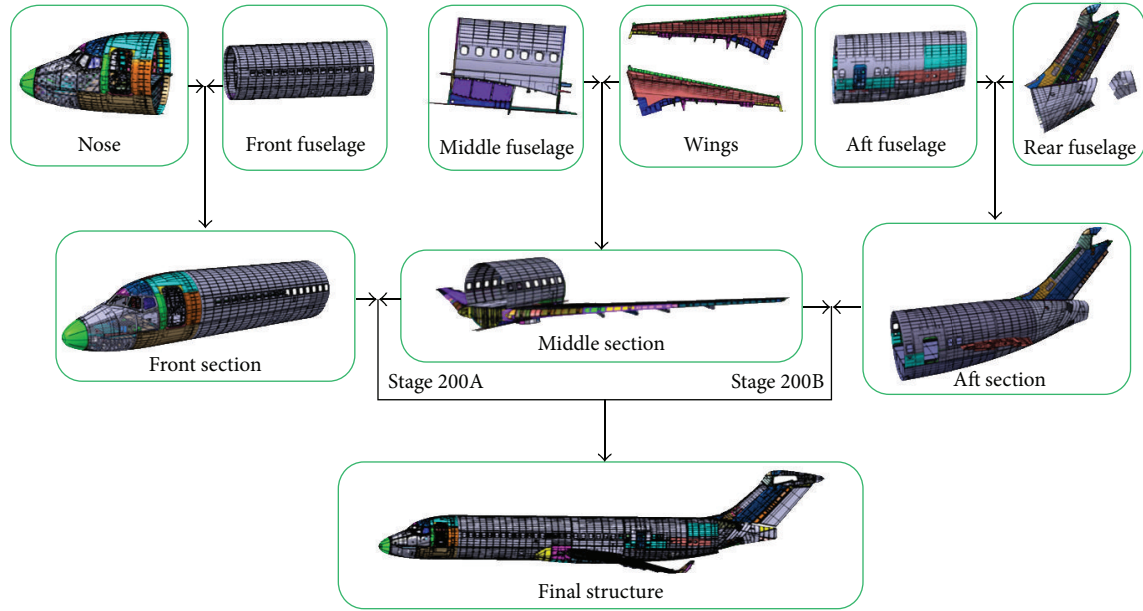 Nose
Front fuselage
Middle fuselage
Wings
Aft fuselage
Rear fuselage
Front section
Middle section
Aft section
Stage 200A
Stage 200B
Final structure